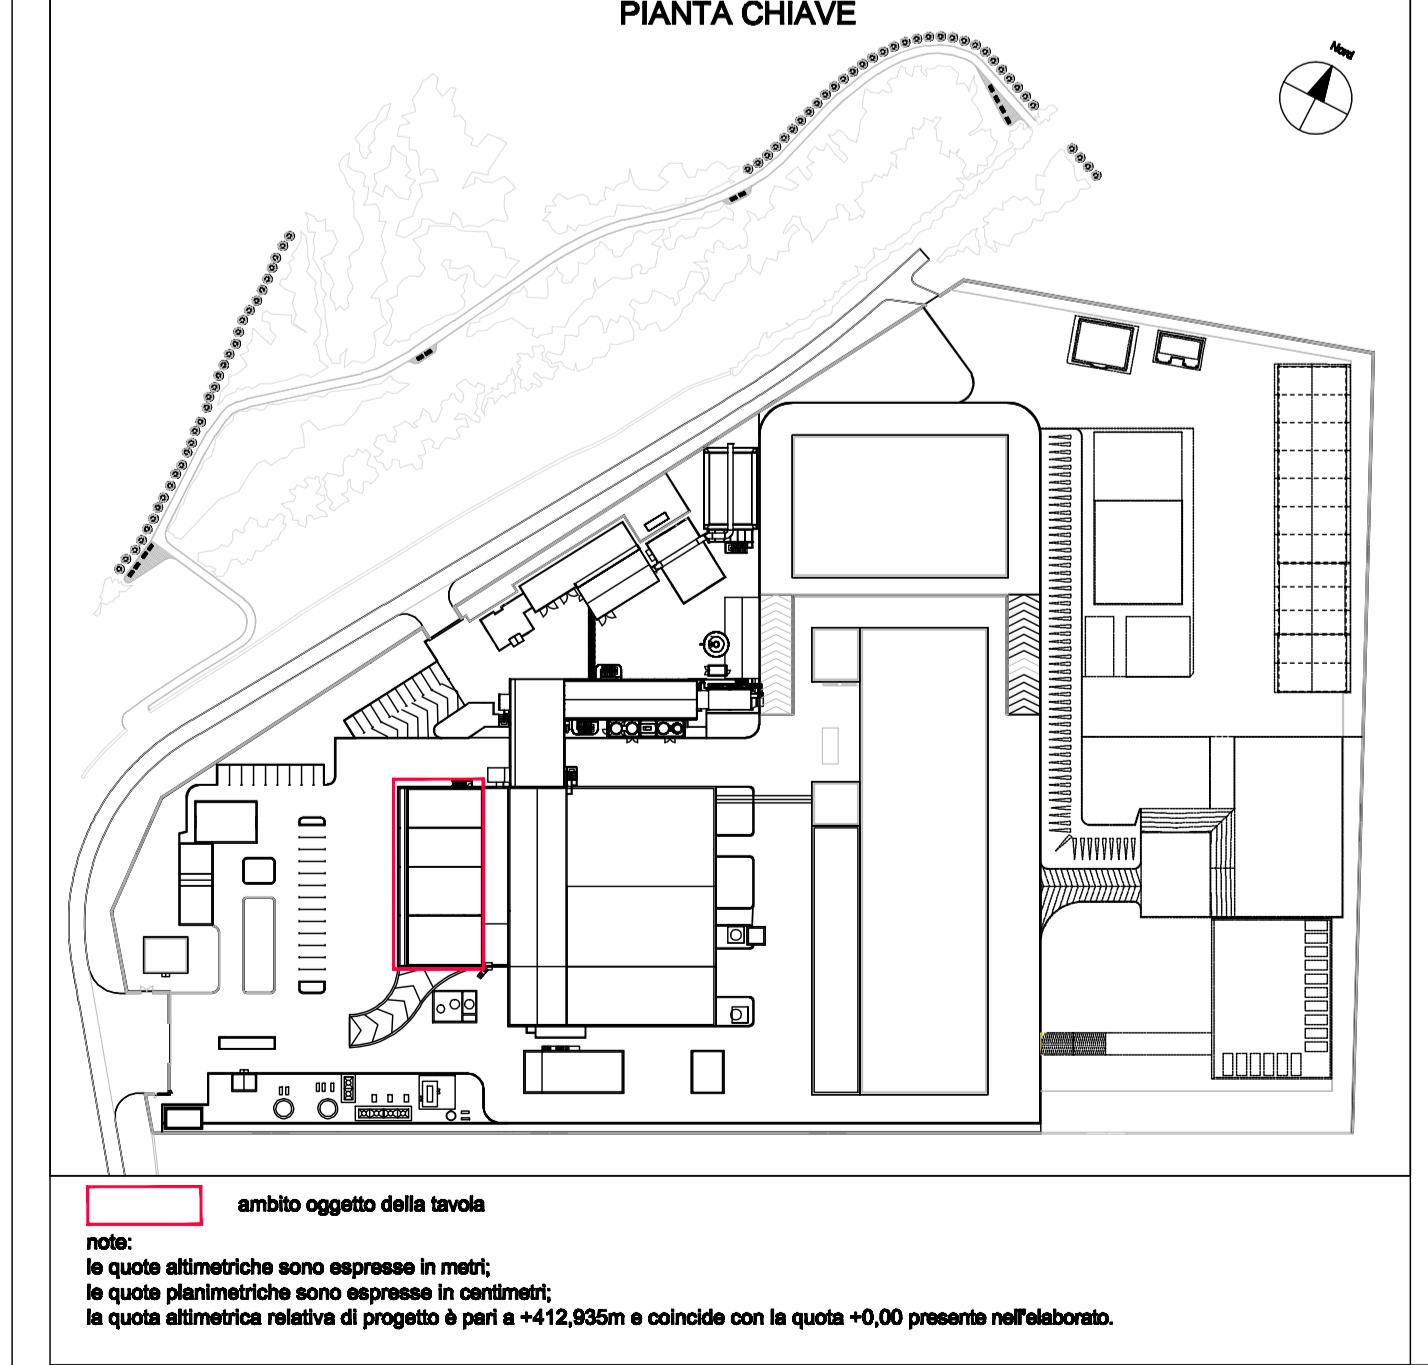 PIANTA CHIAVE
Nord
ambito oggetto della tavola
note:
le quote altimetriche sono espresse in metri;
le quote planimetriche sono espresse in centimetri;
la quota altimetrica relativa di progetto è pari a +412,935m e coincide con la quota +0,00 presente nell'elaborato.